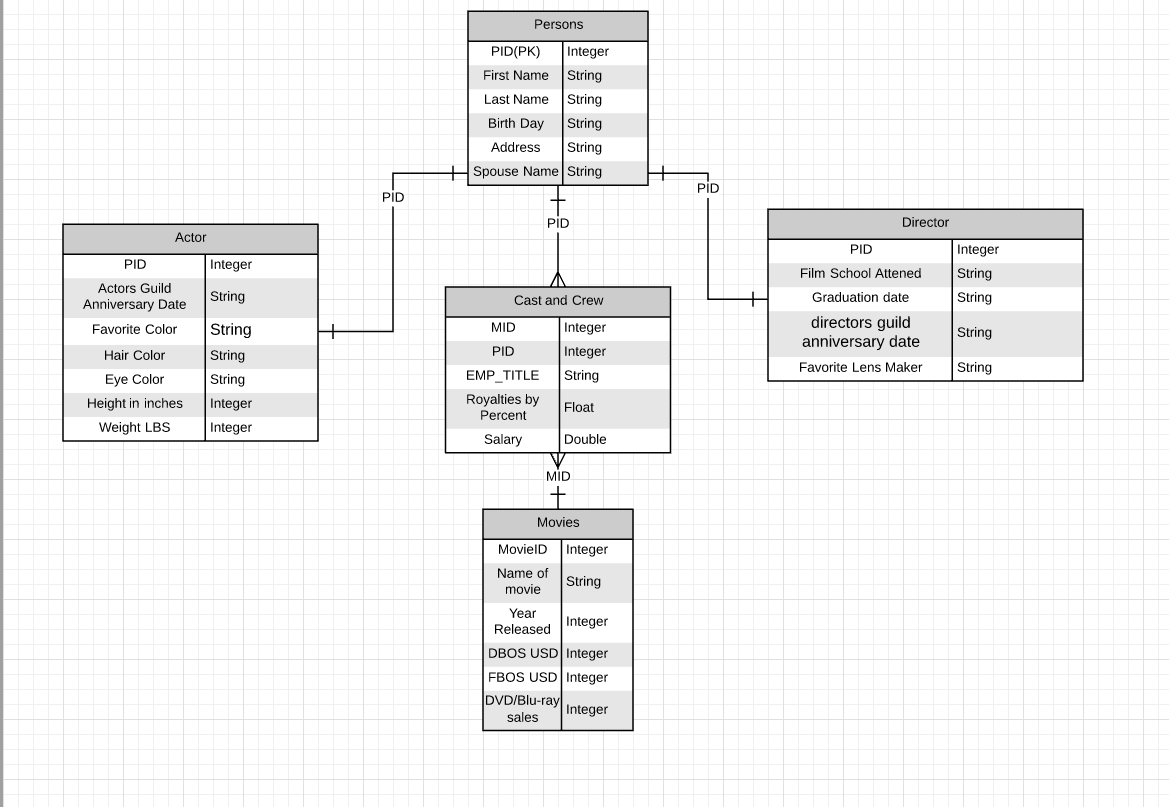 Persons
PID(PK) Integer
First Name String
Last Name String
Birth Day String
Address String
Spouse Name String
PID
PID
PID
Actor
PID Integer
Actors Guild
Anniversary Date String
Favorite Color String
Hair Color String
Eye Color String
Height in inches Integer
Weight LBS Integer
Director
PID Integer
Film School Attened String
Graduation date String
directors guild
anniversary date String
Favorite Lens Maker String
Cast and Crew
MID Integer
PID Integer
EMP_TITLE String
Royalties by
Percent Float
Salary Double
MID
Movies
MovieID Integer
Name of
movie String
Year
Released Integer
DBOS USD Integer
FBOS USD Integer
DVD/Blu-ray
sales Integer